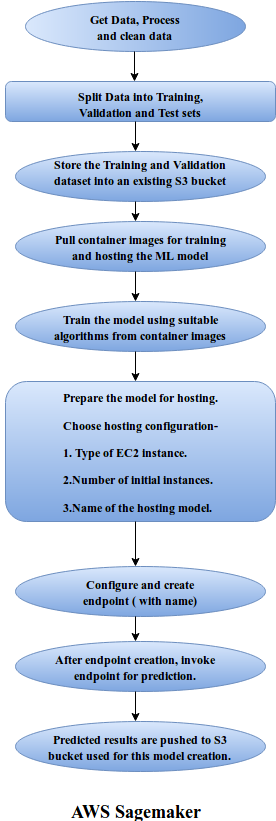 Get Data, Process
and clean data
Split Data into Training,
Validation and Test sets
Store the Training and Validation
dataset into an existing S3 bucket
Pull container images for training
and hosting the ML model
Train the model using suitable
algorithms from container images
Prepare the model for hosting.
Choose hosting configuration-
1. Type of EC2 instance.
2.Number of initial instances.
3.Name of the hosting model.
Configure and create
endpoint ( with name)
After endpoint creation, invoke
endpoint for prediction.
Predicted results are pushed to S3
bucket used for this model creation.
AWS Sagemaker